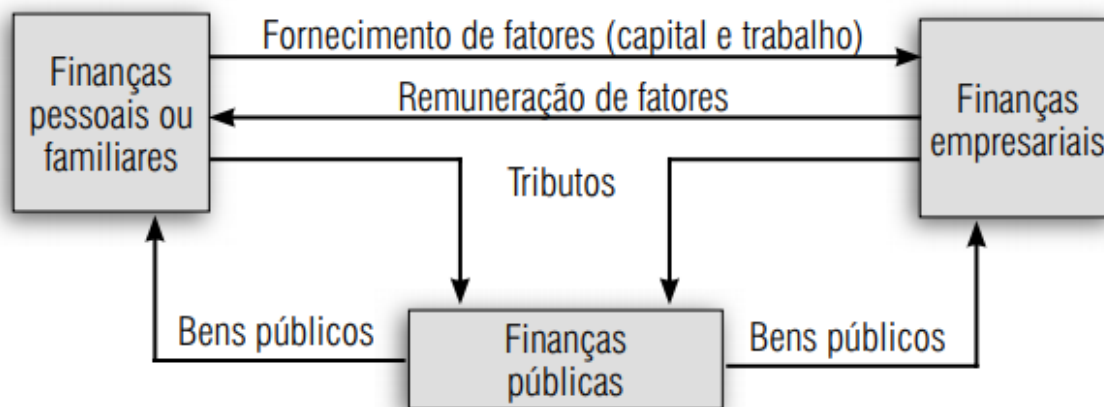 Fornecimento de fatores (capital e trabalho)
Finanças
pessoais ou
familiares
Remuneração de fatores
Finanças
empresariais
Tributos
Bens públicos
Finanças
públicas
Bens públicos